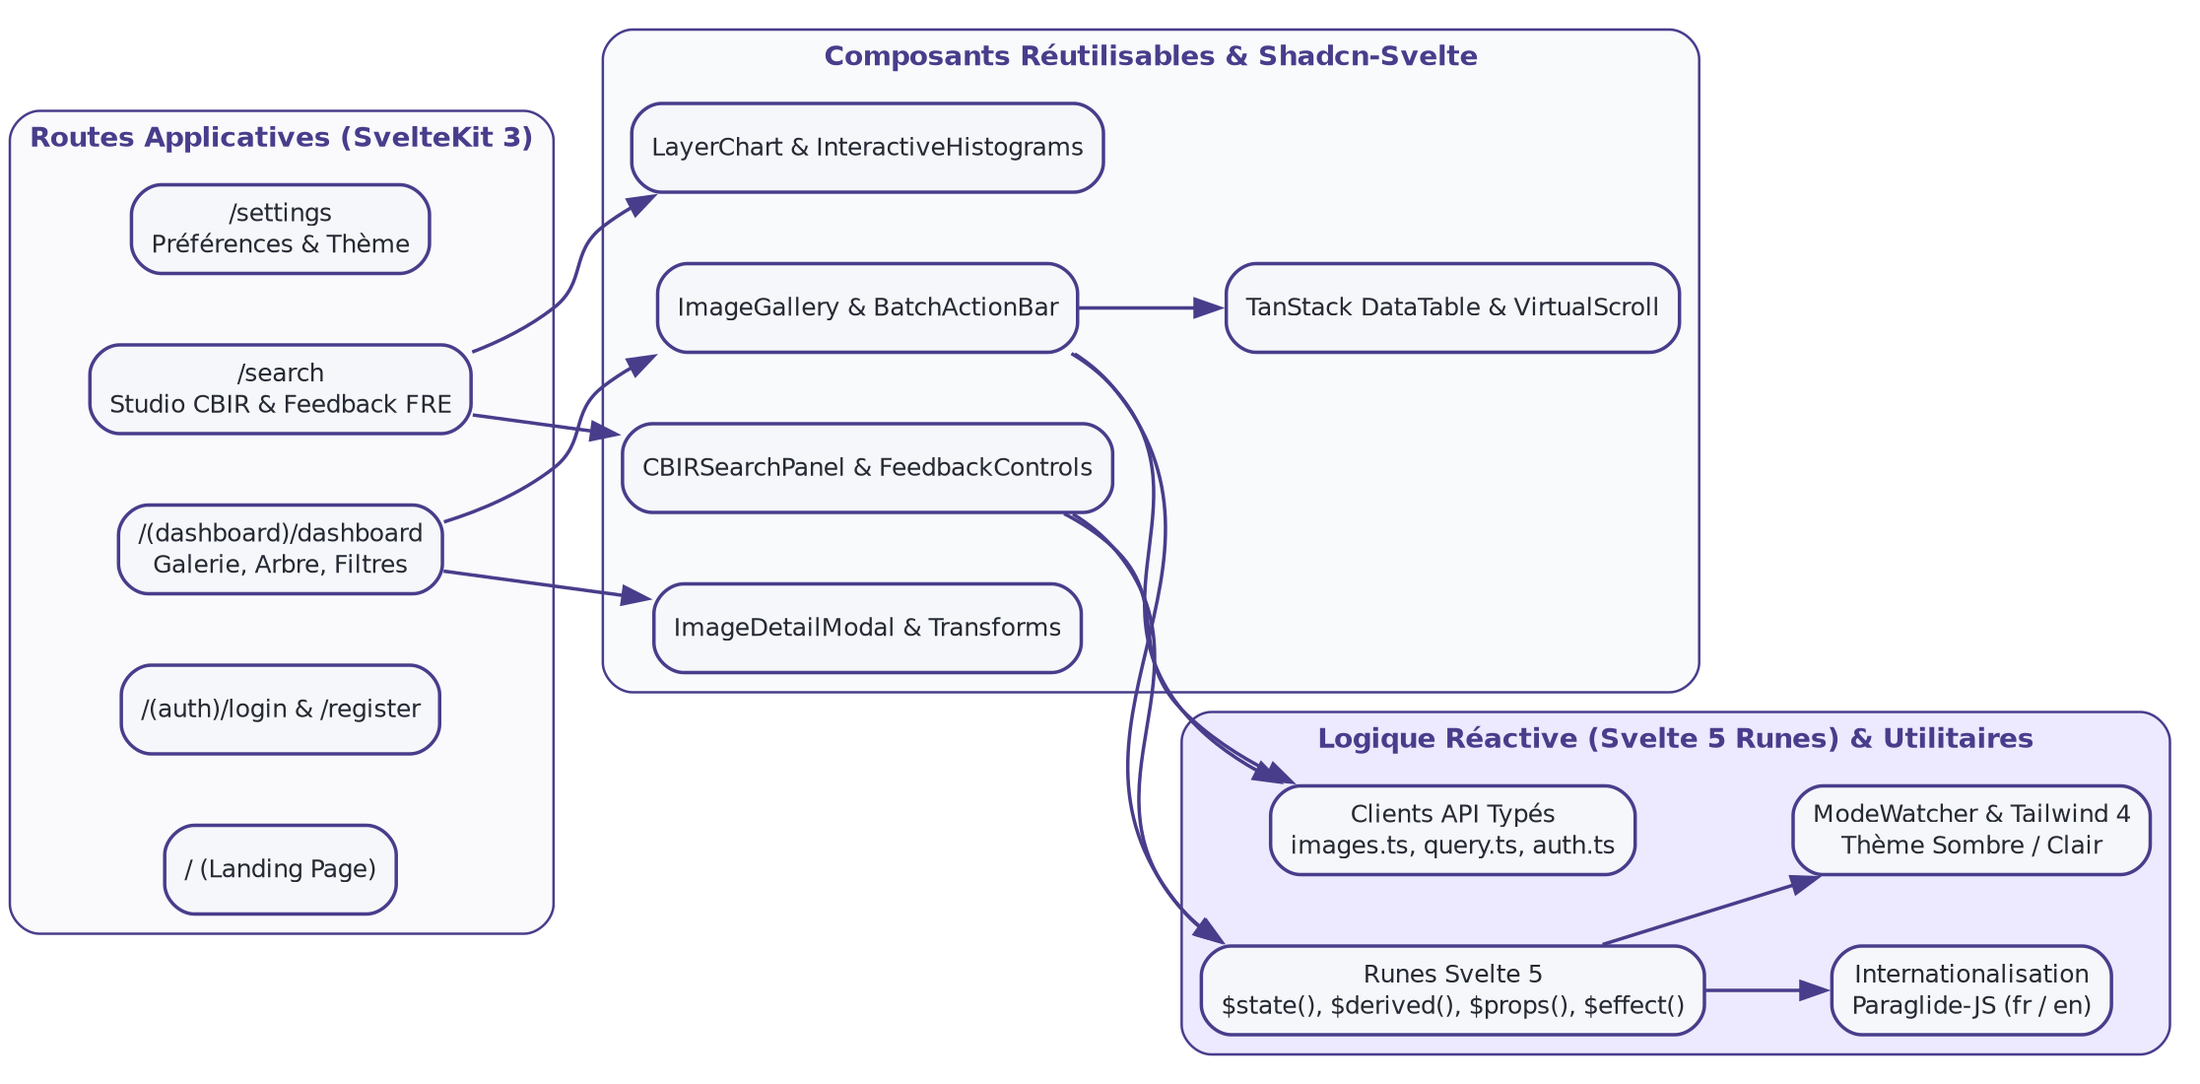 Routes Applicatives (SvelteKit 3)
/settings
Préférences & Thème
/search
Studio CBIR & Feedback FRE
/(dashboard)/dashboard
Galerie, Arbre, Filtres
/(auth)/login & /register
/ (Landing Page)
Composants Réutilisables & Shadcn-Svelte
LayerChart & InteractiveHistograms
ImageGallery & BatchActionBar
TanStack DataTable & VirtualScroll
CBIRSearchPanel & FeedbackControls
ImageDetailModal & Transforms
Logique Réactive (Svelte 5 Runes) & Utilitaires
Clients API Typés
images.ts, query.ts, auth.ts
ModeWatcher & Tailwind 4
Thème Sombre / Clair
Runes Svelte 5
$state(), $derived(), $props(), $effect()
Internationalisation
Paraglide-JS (fr / en)